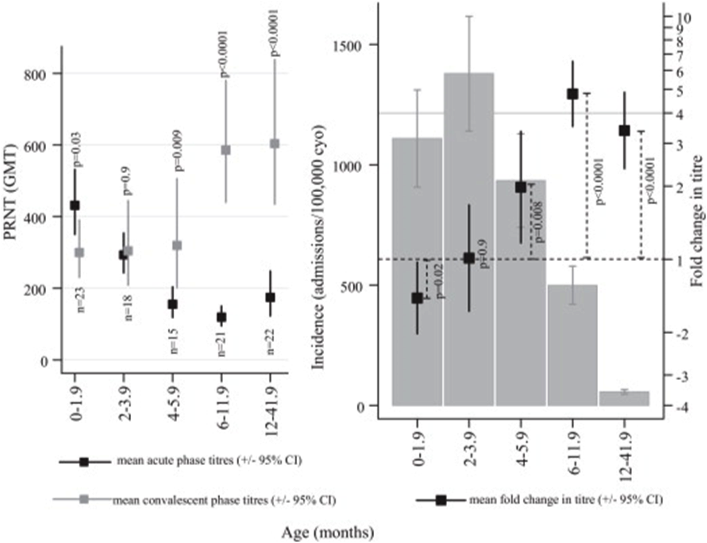 PRNT (GMT)
800
600
400
200
0
p=0.03
p=0.9
p=0.009
p<0.0001
p<0.0001
n=23
n=18
n=15
n=21
n=22
0-1.9
2-3.9
4-5.9
6-11.9
12-41.9
mean acute phase titres (+/- 95% CI)
mean convalescent phase titres (+/- 95% CI)
Incidence (admissions/100,000 cyo)
1500
1000
500
0
p=0.02
p=0.9
p=0.008
p<0.0001
p<0.0001
10
9
8
7
6
5
4
3
2
1
-2
-3
-4
Fold change in titre
0-1.9
2-3.9
4-5.9
6-11.9
12-41.9
mean fold change in titre (+/- 95% CI)
Age (months)